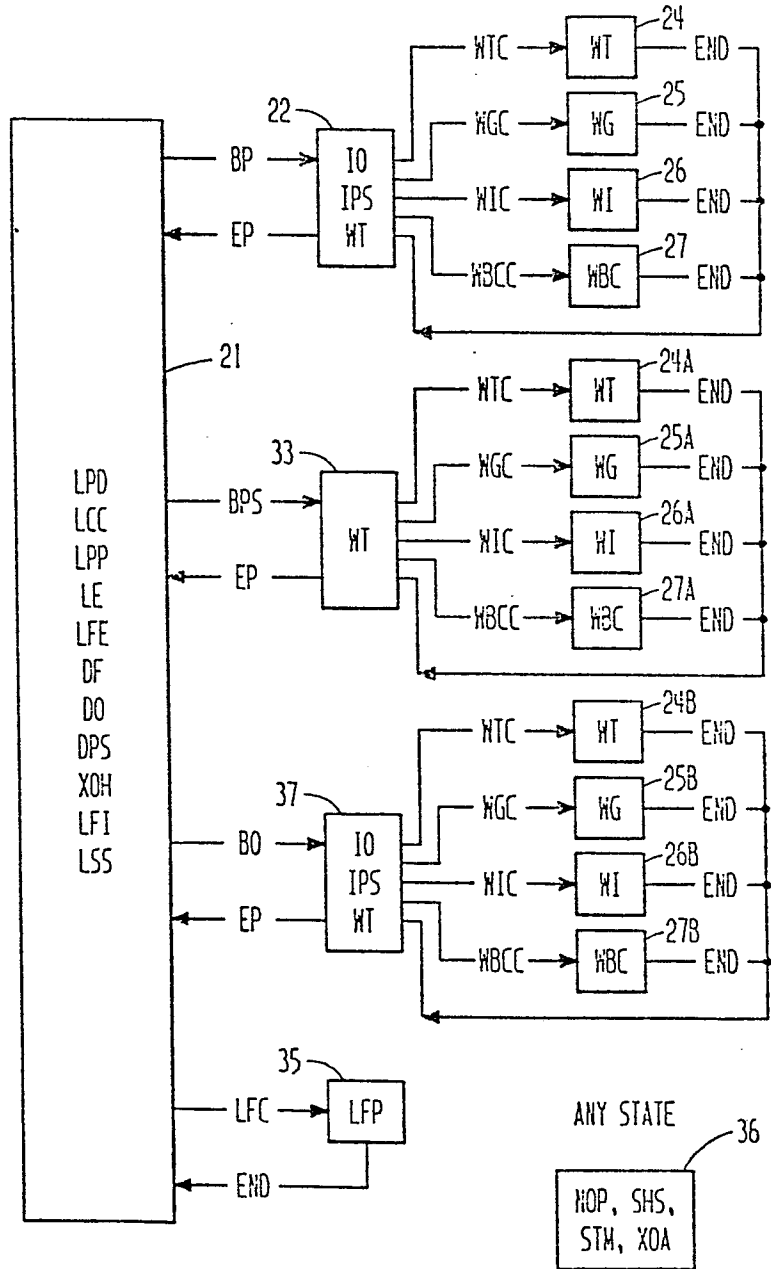 24
WTC WT END
25
WGC WG END
22
BP IO
IPS
WT
EP
26
WIC WI END
27
WBCC WBC END
21
LPD
LCC
LPP
LE
LFE
DF
DO
DPS
XOH
LFI
LSS
24A
WTC WT END
25A
WGC WG END
33
BPS
WT
EP
26A
WIC WI END
27A
WBCC WBC END
24B
WTC WT END
25B
WGC WG END
37
BO IO
IPS
WT
EP
26B
WIC WI END
27B
WBCC WBC END
35
LFC LFP
END
ANY STATE
36
NOP, SHS,
STM, XOA